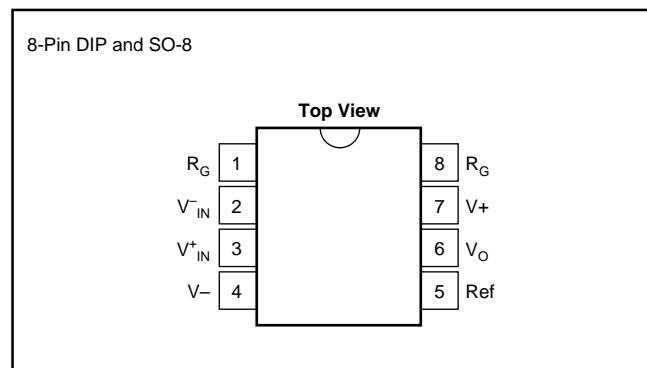 8-Pin DIP and SO-8
Top View
R_G 1 8 R_G
V^–_IN 2 7 V+
V^+_IN 3 6 V_O
V– 4 5 Ref